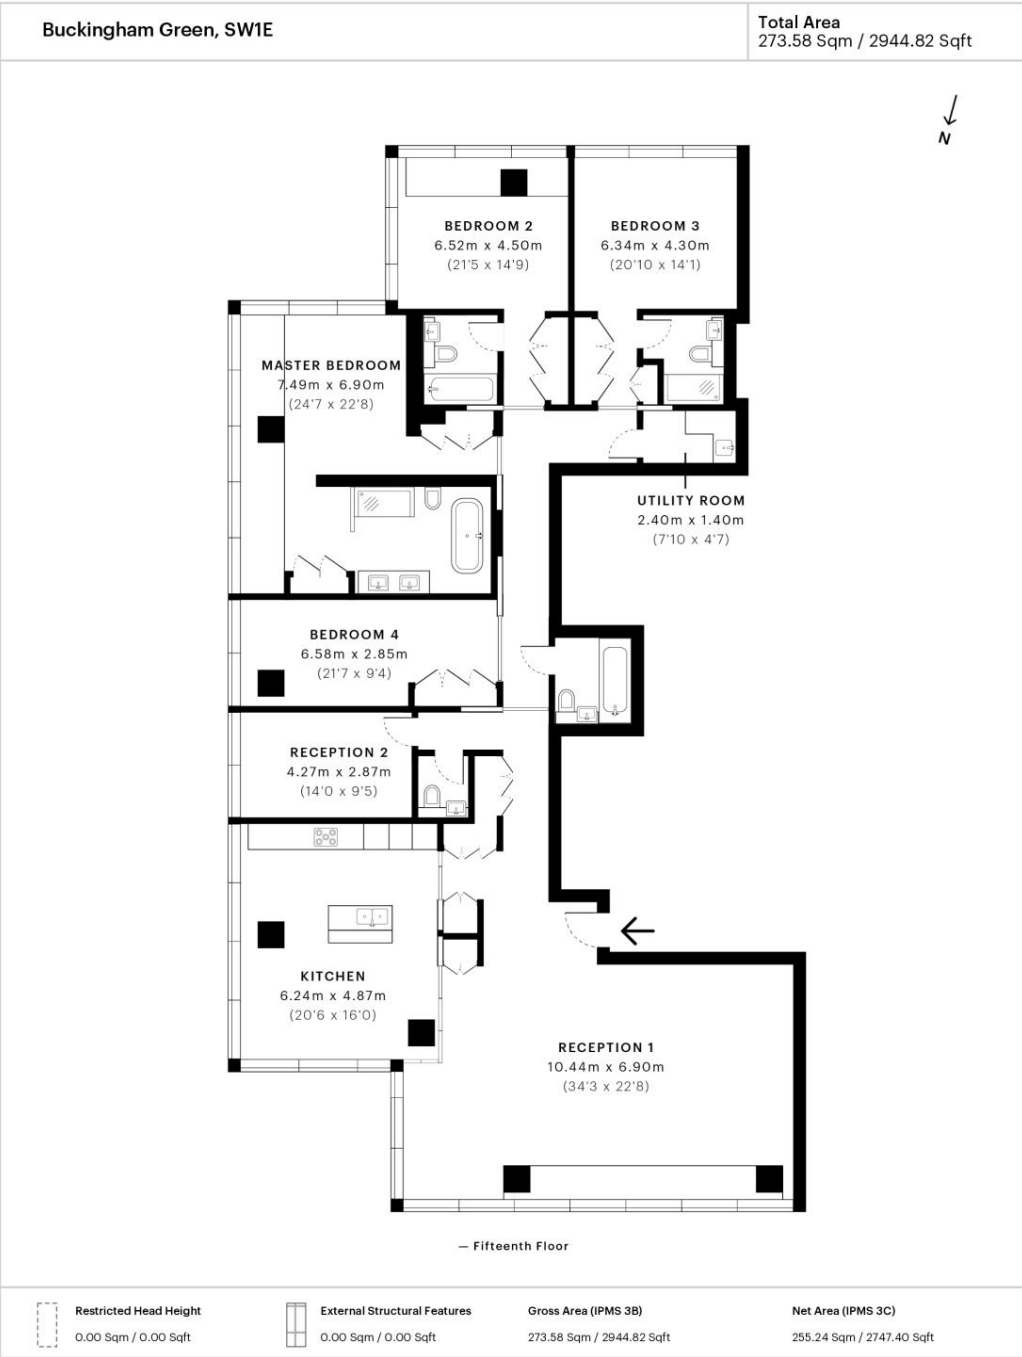 Buckingham Green, SW1E
Total Area
273.58 Sqm / 2944.82 Sqft
N
BEDROOM 2
6.52m x 4.50m
(21'5 x 14'9)
BEDROOM 3
6.34m x 4.30m
(20'10 x 14'1)
MASTER BEDROOM
7.49m x 6.90m
(24'7 x 22'8)
UTILITY ROOM
2.40m x 1.40m
(7'10 x 4'7)
BEDROOM 4
6.58m x 2.85m
(21'7 x 9'4)
RECEPTION 2
4.27m x 2.87m
(14'0 x 9'5)
KITCHEN
6.24m x 4.87m
(20'6 x 16'0)
RECEPTION 1
10.44m x 6.90m
(34'3 x 22'8)
— Fifteenth Floor
Restricted Head Height
0.00 Sqm / 0.00 Sqft
External Structural Features
0.00 Sqm / 0.00 Sqft
Gross Area (IPMS 3B)
273.58 Sqm / 2944.82 Sqft
Net Area (IPMS 3C)
255.24 Sqm / 2747.40 Sqft